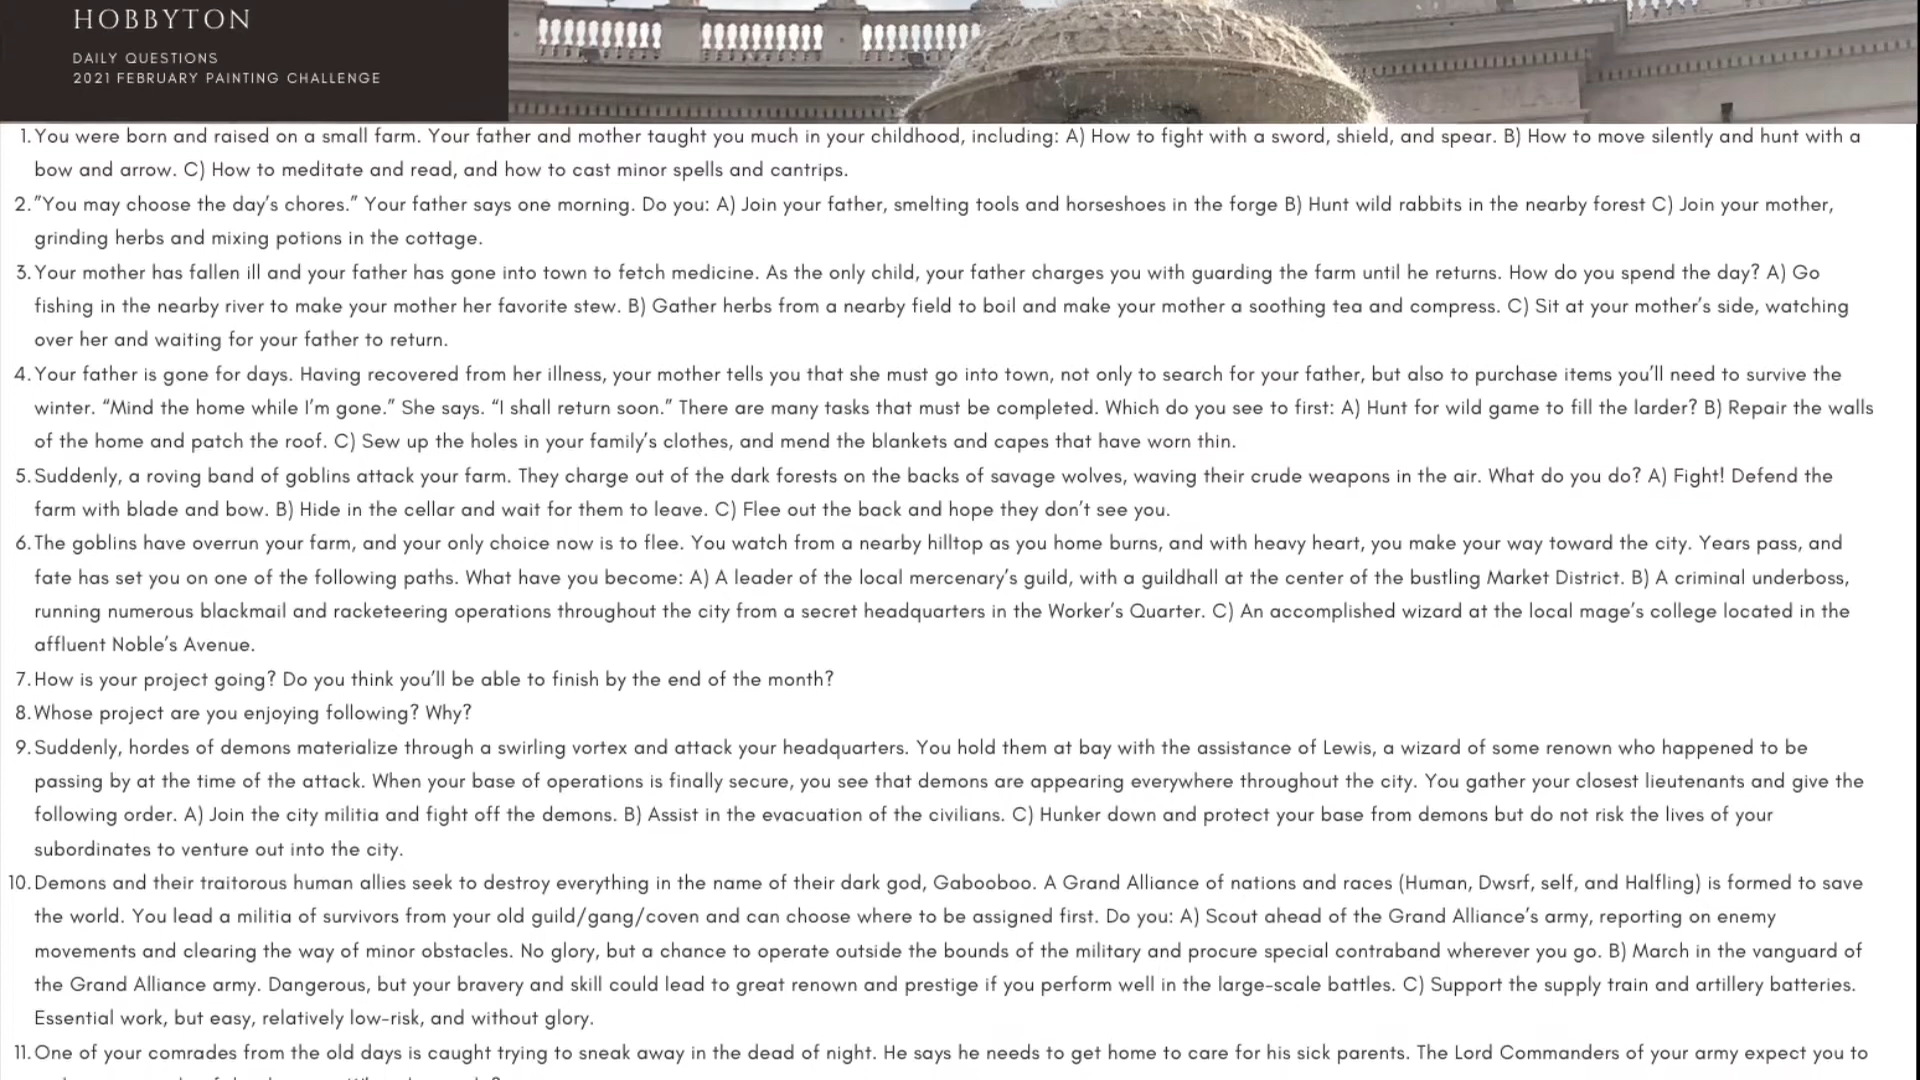 HOBBYTON
DAILY QUESTIONS
2021 FEBRUARY PAINTING CHALLENGE
1. You were born and raised on a small farm. Your father and mother taught you much in your childhood, including: A) How to fight with a sword, shield, and spear. B) How to move silently and hunt with a
bow and arrow. C) How to meditate and read, and how to cast minor spells and cantrips.
2. "You may choose the day's chores." Your father says one morning. Do you: A) Join your father, smelting tools and horseshoes in the forge B) Hunt wild rabbits in the nearby forest C) Join your mother,
grinding herbs and mixing potions in the cottage.
3. Your mother has fallen ill and your father has gone into town to fetch medicine. As the only child, your father charges you with guarding the farm until he returns. How do you spend the day? A) Go
fishing in the nearby river to make your mother her favorite stew. B) Gather herbs from a nearby field to boil and make your mother a soothing tea and compress. C) Sit at your mother's side, watching
over her and waiting for your father to return.
4. Your father is gone for days. Having recovered from her illness, your mother tells you that she must go into town, not only to search for your father, but also to purchase items you'll need to survive the
winter. "Mind the home while I'm gone." She says. "I shall return soon." There are many tasks that must be completed. Which do you see to first: A) Hunt for wild game to fill the larder? B) Repair the walls
of the home and patch the roof. C) Sew up the holes in your family's clothes, and mend the blankets and capes that have worn thin.
5. Suddenly, a roving band of goblins attack your farm. They charge out of the dark forests on the backs of savage wolves, waving their crude weapons in the air. What do you do? A) Fight! Defend the
farm with blade and bow. B) Hide in the cellar and wait for them to leave. C) Flee out the back and hope they don't see you.
6. The goblins have overrun your farm, and your only choice now is to flee. You watch from a nearby hilltop as you home burns, and with heavy heart, you make your way toward the city. Years pass, and
fate has set you on one of the following paths. What have you become: A) A leader of the local mercenary's guild, with a guildhall at the center of the bustling Market District. B) A criminal underboss,
running numerous blackmail and racketeering operations throughout the city from a secret headquarters in the Worker's Quarter. C) An accomplished wizard at the local mage's college located in the
affluent Noble's Avenue.
7. How is your project going? Do you think you'll be able to finish by the end of the month?
8. Whose project are you enjoying following? Why?
9. Suddenly, hordes of demons materialize through a swirling vortex and attack your headquarters. You hold them at bay with the assistance of Lewis, a wizard of some renown who happened to be
passing by at the time of the attack. When your base of operations is finally secure, you see that demons are appearing everywhere throughout the city. You gather your closest lieutenants and give the
following order. A) Join the city militia and fight off the demons. B) Assist in the evacuation of the civilians. C) Hunker down and protect your base from demons but do not risk the lives of your
subordinates to venture out into the city.
10. Demons and their traitorous human allies seek to destroy everything in the name of their dark god, Gabooboo. A Grand Alliance of nations and races (Human, Dwsrf, self, and Halfling) is formed to save
the world. You lead a militia of survivors from your old guild/gang/coven and can choose where to be assigned first. Do you: A) Scout ahead of the Grand Alliance's army, reporting on enemy
movements and clearing the way of minor obstacles. No glory, but a chance to operate outside the bounds of the military and procure special contraband wherever you go. B) March in the vanguard of
the Grand Alliance army. Dangerous, but your bravery and skill could lead to great renown and prestige if you perform well in the large-scale battles. C) Support the supply train and artillery batteries.
Essential work, but easy, relatively low-risk, and without glory.
11. One of your comrades from the old days is caught trying to sneak away in the dead of night. He says he needs to get home to care for his sick parents. The Lord Commanders of your army expect you to